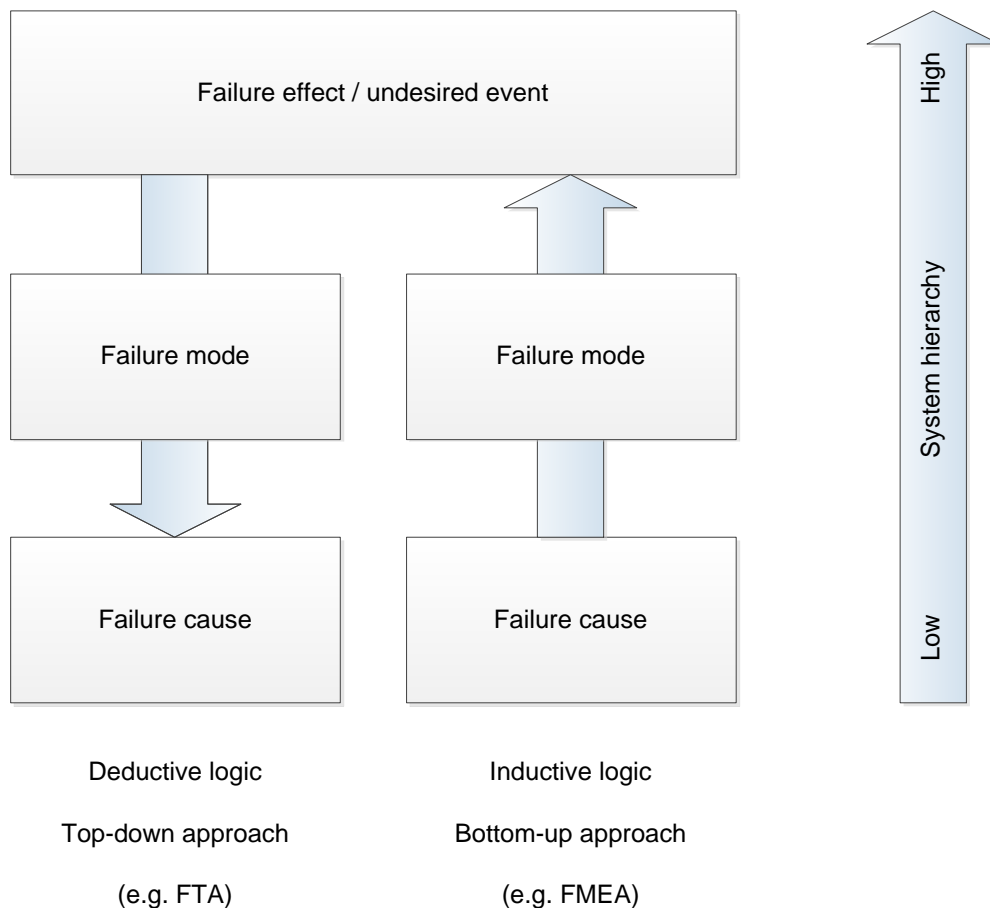 Failure effect / undesired event
High
Failure mode
Failure mode
System hierarchy
Failure cause
Failure cause
Low
Deductive logic
Inductive logic
Top-down approach
Bottom-up approach
(e.g. FTA)
(e.g. FMEA)